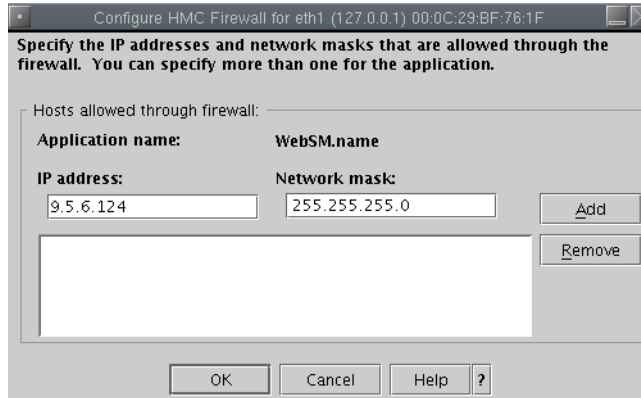 Configure HMC Firewall for eth1 (127.0.0.1) 00:0C:29:BF:76:1F
Specify the IP addresses and network masks that are allowed through the
firewall. You can specify more than one for the application.
Hosts allowed through firewall:
Application name: WebSM.name
IP address: Network mask:
9.5.6.124 255.255.255.0 Add
Remove
OK Cancel Help ?